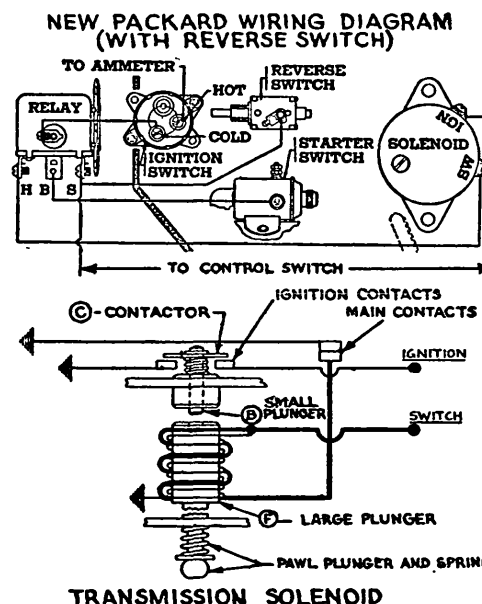 NEW PACKARD WIRING DIAGRAM
(WITH REVERSE SWITCH)
TO AMMETER
REVERSE
SWITCH
HOT
RELAY
COLD
IGNITION
SWITCH
STARTER
SWITCH
SOLENOID
IGN
SW
H B S
TO CONTROL SWITCH
C - CONTACTOR
IGNITION CONTACTS
MAIN CONTACTS
IGNITION
B SMALL
PLUNGER
SWITCH
F - LARGE PLUNGER
PAWL PLUNGER AND SPRIN
TRANSMISSION SOLENOID